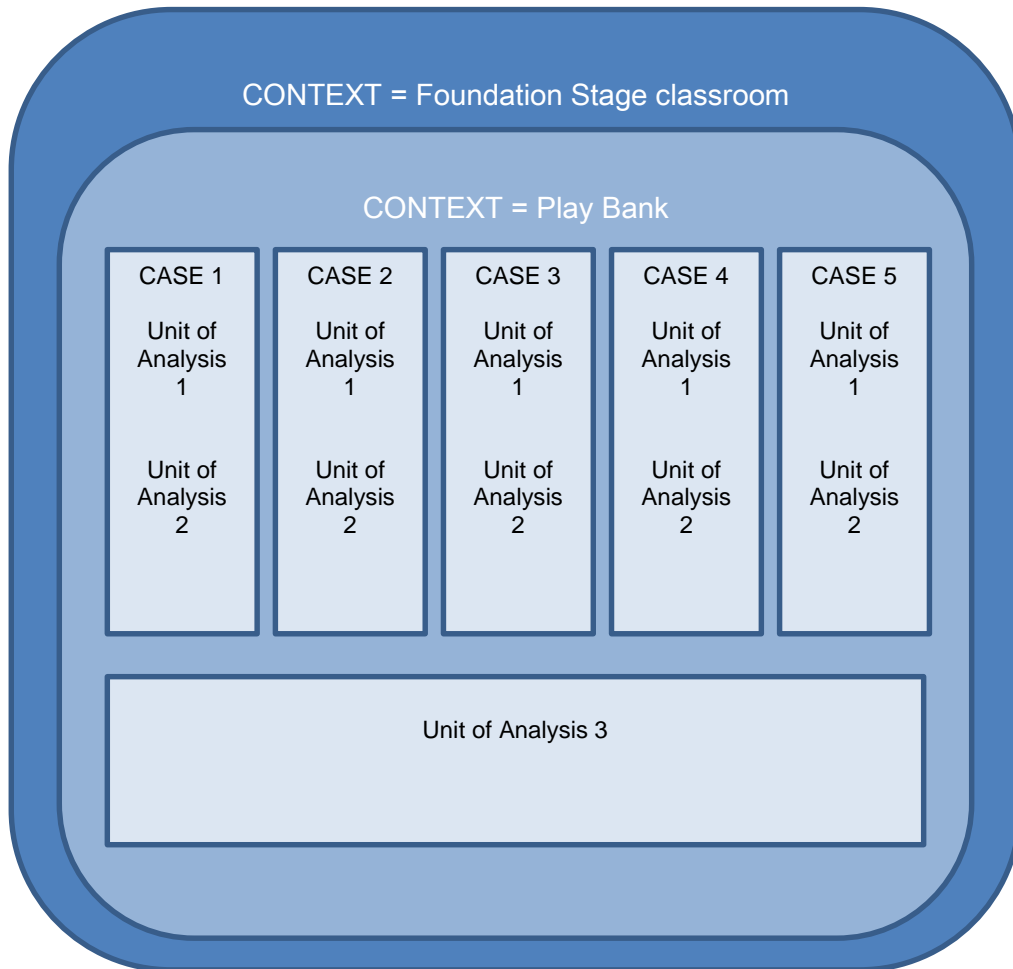 CONTEXT = Foundation Stage classroom
CONTEXT = Play Bank
CASE 1
Unit of
Analysis
1
Unit of
Analysis
2
CASE 2
Unit of
Analysis
1
Unit of
Analysis
2
CASE 3
Unit of
Analysis
1
Unit of
Analysis
2
CASE 4
Unit of
Analysis
1
Unit of
Analysis
2
CASE 5
Unit of
Analysis
1
Unit of
Analysis
2
Unit of Analysis 3